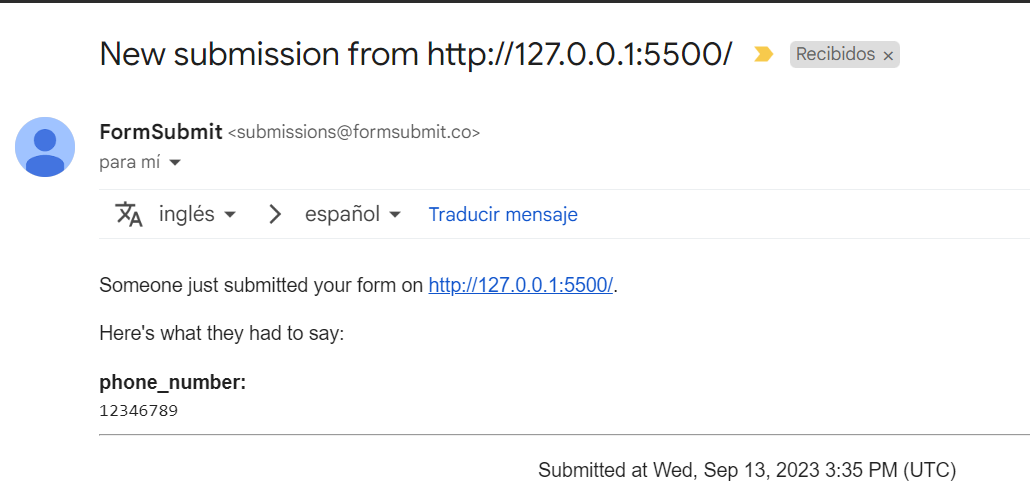 New submission from http://127.0.0.1:5500/ Recibidos ×
FormSubmit <submissions@formsubmit.co>
para mí
inglés español Traducir mensaje
Someone just submitted your form on http://127.0.0.1:5500/.
Here's what they had to say:
phone_number:
12346789
Submitted at Wed, Sep 13, 2023 3:35 PM (UTC)